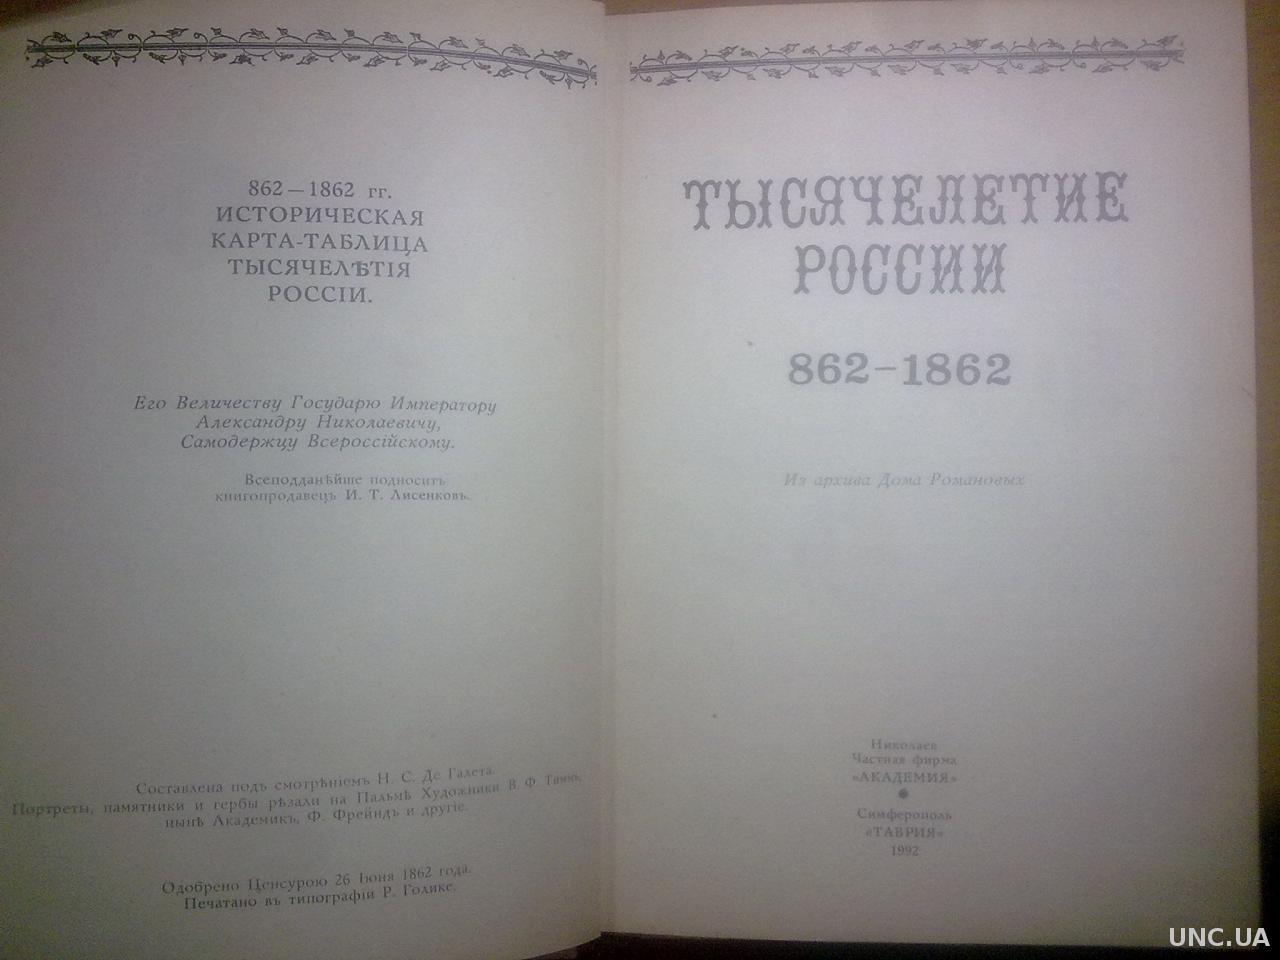 862 — 1862 гг.
ИСТОРИЧЕСКАЯ
КАРТА-ТАБЛИЦА
ТЫСЯЧЕЛѢТІЯ
РОССІИ.
Его Величеству Государю Императору
Александру Николаевичу,
Самодержцу Всероссійскому.
Всеподданѣйше подноситъ
книгопродавецъ И. Т. Лисенковъ.
Составлена подъ смотрѣніемъ Н. С. Де Галета.
Портреты, памятники и гербы рѣзали на Пальмѣ Художники В. Ф.
нынѣ Академикъ, Ф. Фрейндъ и другіе.
Одобрено Ценсурою 26 Іюня 1862 года.
Печатано въ типографіи Р. Голике.
ТЫСЯЧЕЛЕТИЕ
РОССИИ
862–1862
Из архива Дома Романовых
Николаев
Частная фирма
«АКАДЕМИЯ»
Симферополь
«ТАВРИЯ»
1992
UNC.UA